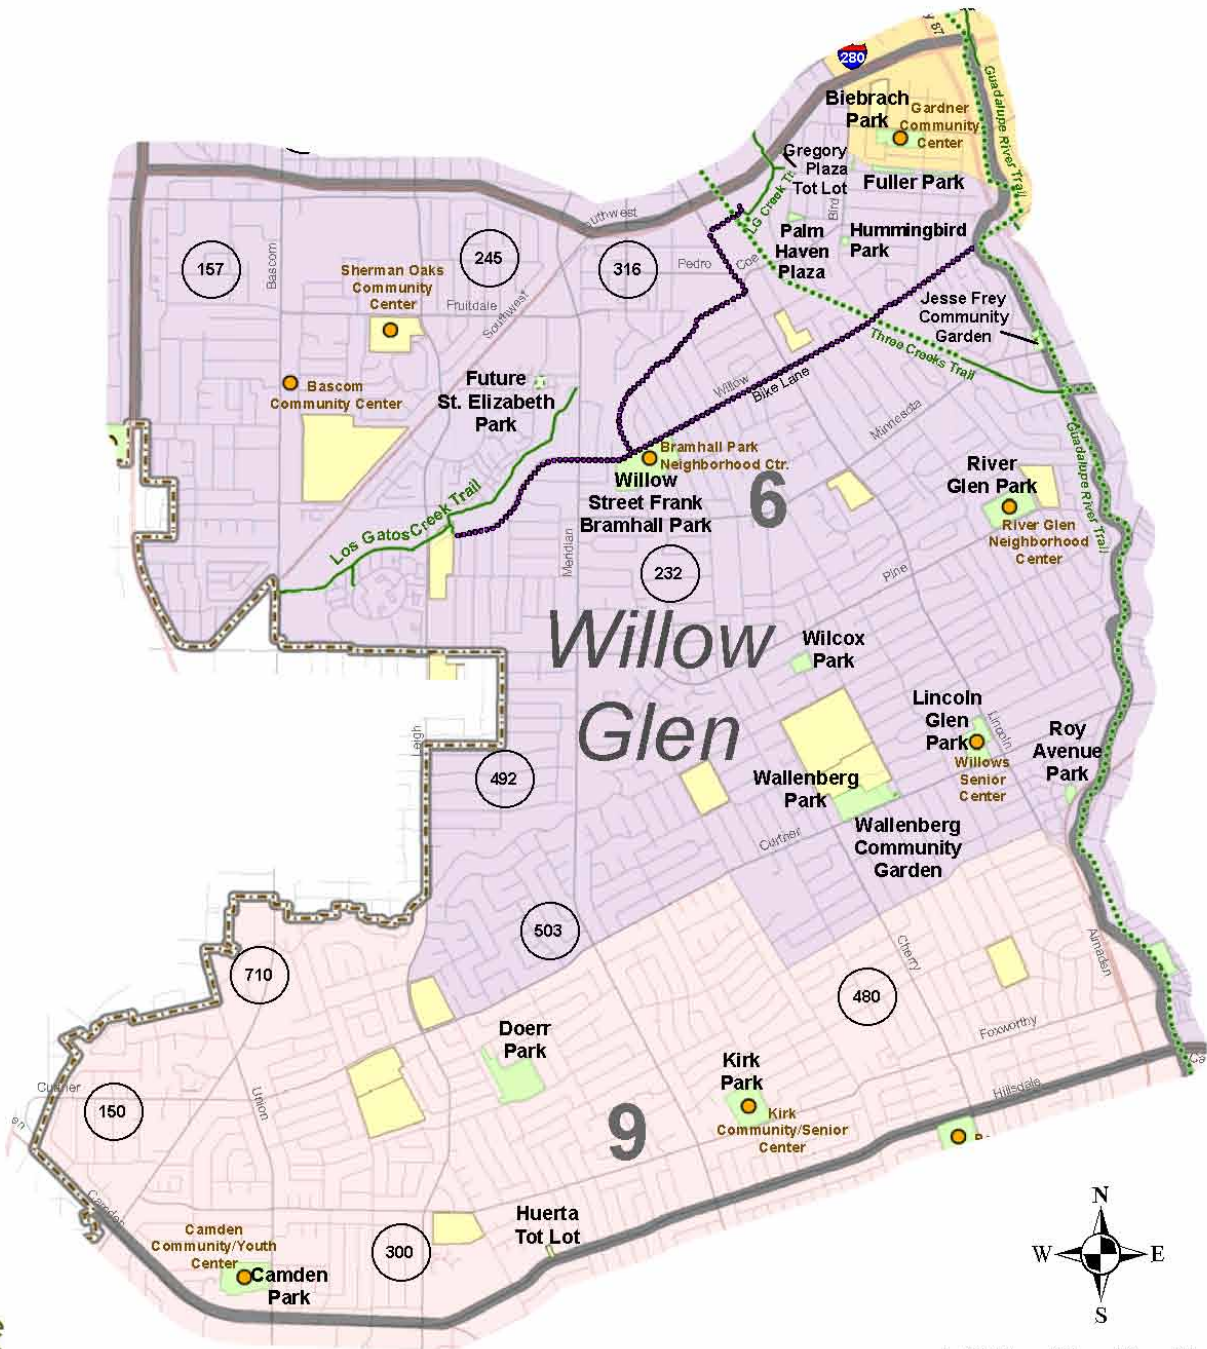 87
280
Guadalupe River Trail
Biebrach
Park
Gardner
Community
Center
Gregory
Plaza
Tot Lot
Fuller Park
LG Creek
Bird
Palm
Haven
Plaza
Hummingbird
Park
Pedro
Coe
157
Bascom
245
316
Sherman Oaks
Community
Center
Fruitdale
Southwest
Jesse Frey
Community
Garden
Three Creeks Trail
Willow
Bike Lane
Minnesota
Bascom
Community Center
Future
St. Elizabeth
Park
Bramhall Park
Neighborhood Ctr.
Willow
Street Frank
Bramhall Park
6
River
Glen Park
River Glen
Neighborhood
Center
Guadalupe River Trail
Los Gatos Creek Trail
Meridian
232
Pine
Willow
Glen
Wilcox
Park
Lincoln
Glen
Park
Lincoln
Willows
Senior
Center
Roy
Avenue
Park
Leigh
492
Wallenberg
Park
Curtner
Wallenberg
Community
Garden
503
710
Cherry
Almaden
480
Foxworthy
Doerr
Park
Kirk
Park
Kirk
Community/Senior
Center
Hillsdale
Curtner
150
Union
9
Camden
Camden
Community/Youth
Center
Camden
Park
300
Huerta
Tot Lot
N
W
E
S